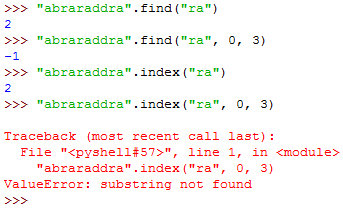 >>> "abraraddra".find("ra")
2
>>> "abraraddra".find("ra", 0, 3)
-1
>>> "abraraddra".index("ra")
2
>>> "abraraddra".index("ra", 0, 3)
Traceback (most recent call last):
  File "<pyshell#57>", line 1, in <module>
    "abraraddra".index("ra", 0, 3)
ValueError: substring not found
>>>